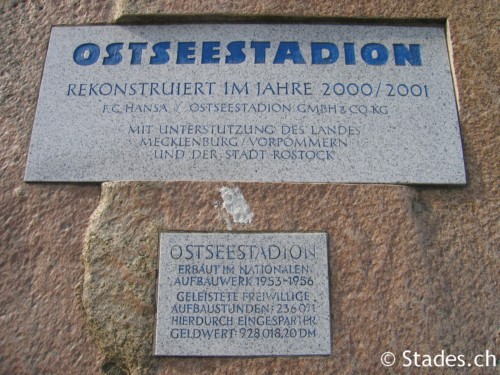 OSTSEESTADION
REKONSTRUIERT IM JAHRE 2000/2001
F.C. HANSA / OSTSEESTADION GMBH & CO. KG
MIT UNTERSTÜTZUNG DES LANDES
MECKLENBURG/VORPOMMERN
UND DER STADT ROSTOCK
OSTSEESTADION
ERBAUT IM NATIONALEN
AUFBAUWERK 1953-1956
GELEISTETE FREIWILLIGE
AUFBAUSTUNDEN: 236 071
HIERDURCH EINGESPARTER
GELDWERT: 928 018,20 DM
© Stades.ch